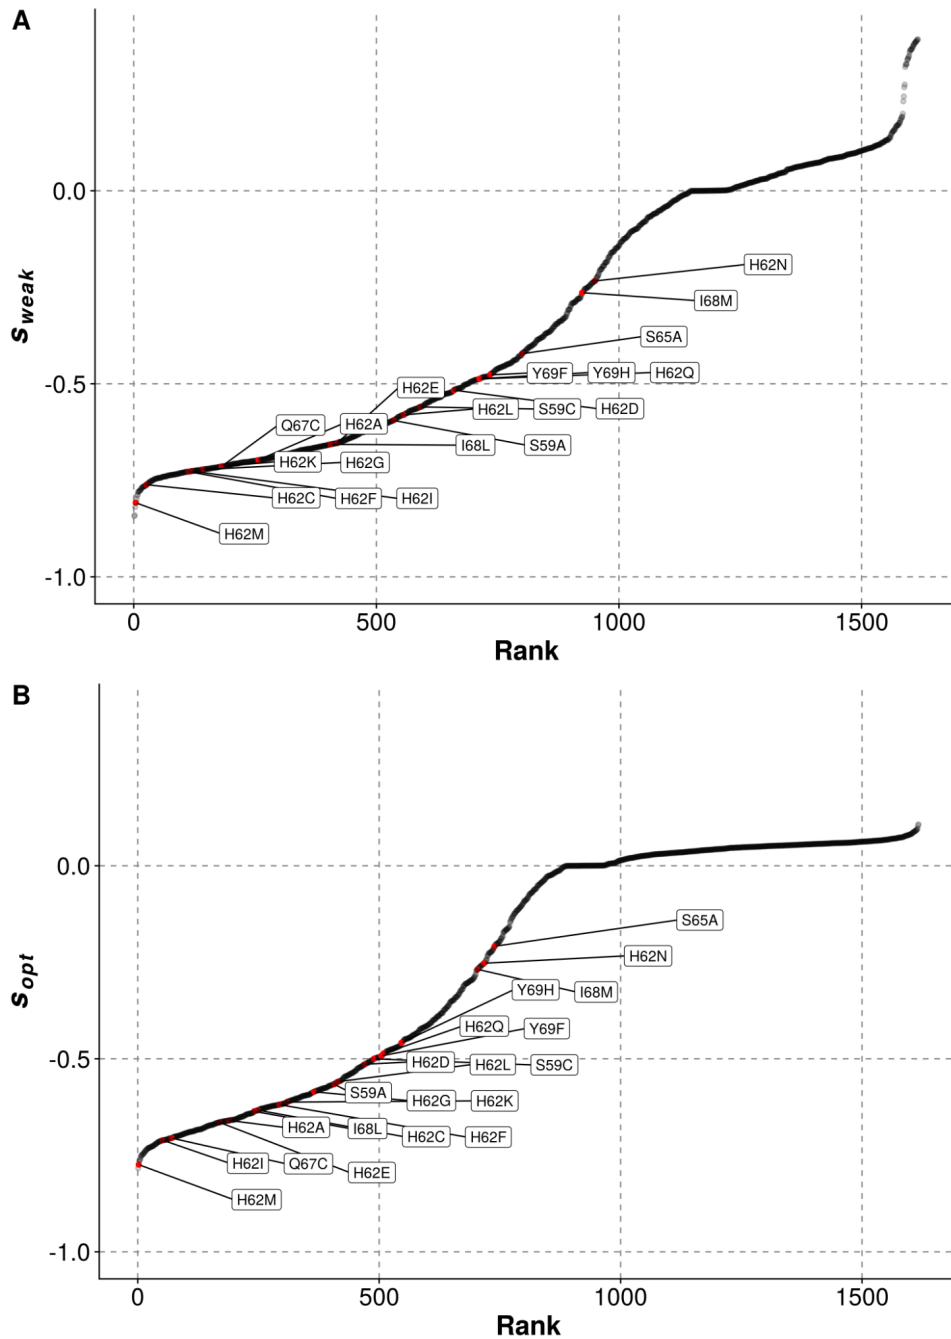 A
0.0
-0.5
-1.0
s weak
0 500 1000 1500
Rank
H62N
I68M
S65A
Y69F Y69H H62Q
H62E
H62L S59C H62D
Q67C H62A
I68L S59A
H62K H62G
H62C H62F H62I
H62M
B
0.0
-0.5
-1.0
s opt
0 500 1000 1500
Rank
S65A
H62N
Y69H I68M
H62Q Y69F
H62D H62L S59C
S59A H62G H62K
H62A I68L H62C H62F
H62I Q67C H62E
H62M